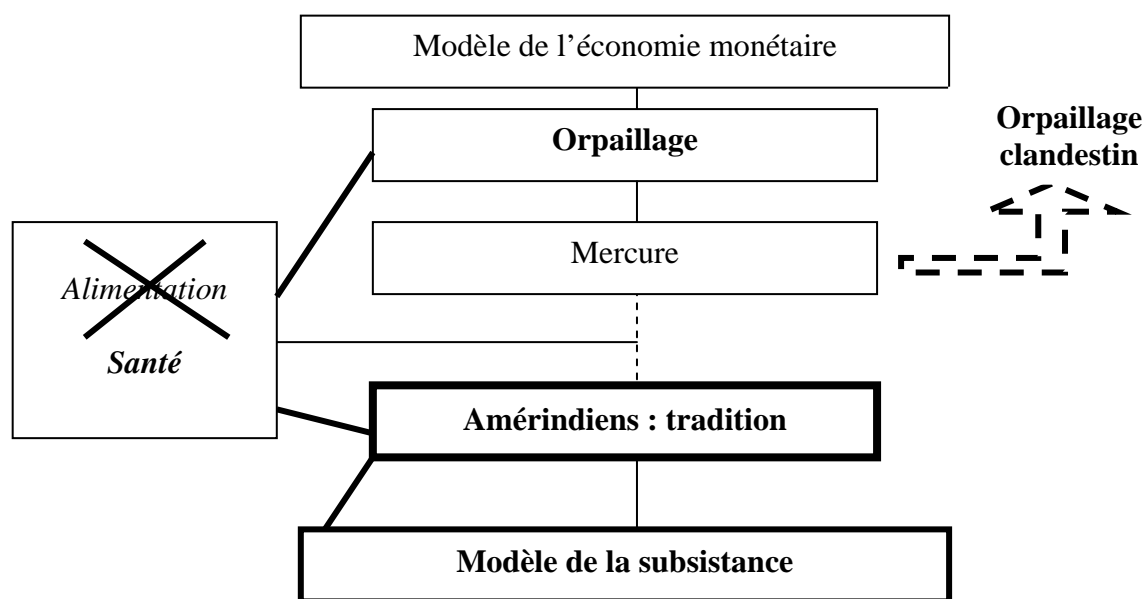 Modèle de l’économie monétaire
Orpaillage
Orpaillage
clandestin
Mercure
Alimentation
Santé
Amérindiens : tradition
Modèle de la subsistance